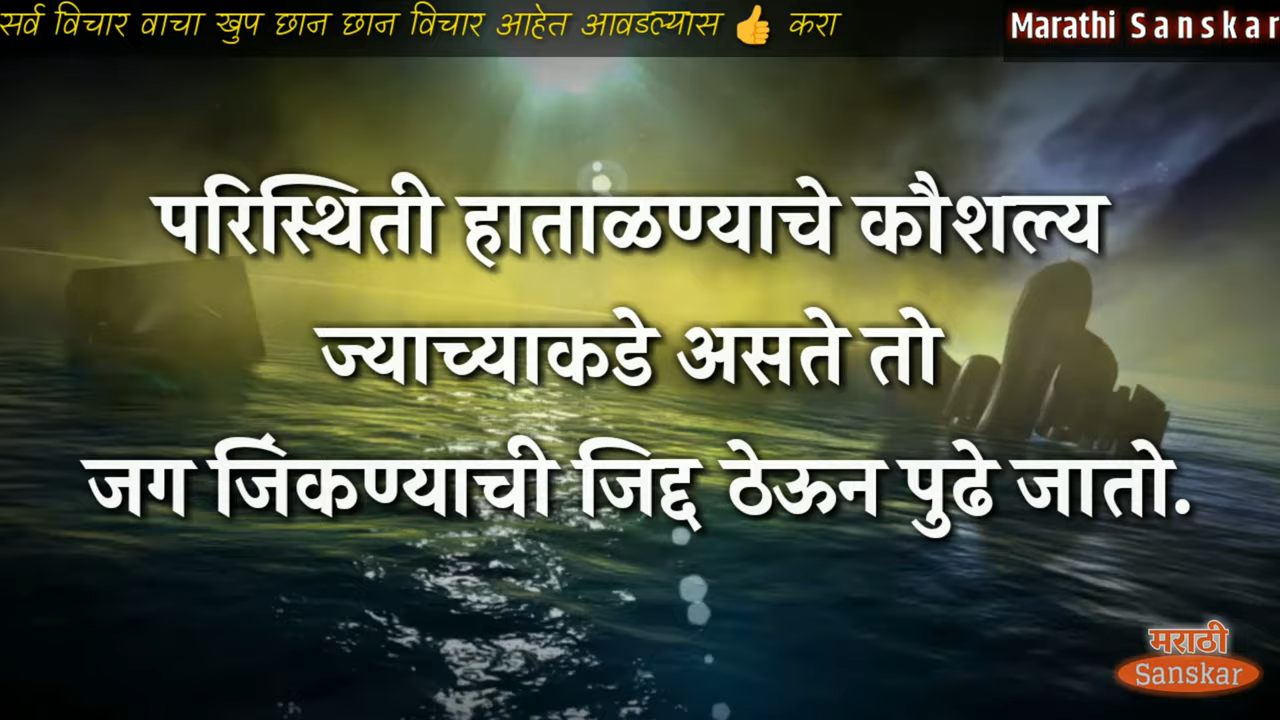 सर्व विचार वाचा खुप छान छान विचार आहेत आवडल्यास 👍 करा
Marathi Sanskar
परिस्थिती हाताळण्याचे कौशल्य
ज्याच्याकडे असते तो
जग जिंकण्याची जिद्द ठेऊन पुढे जातो.
मराठी
Sanskar